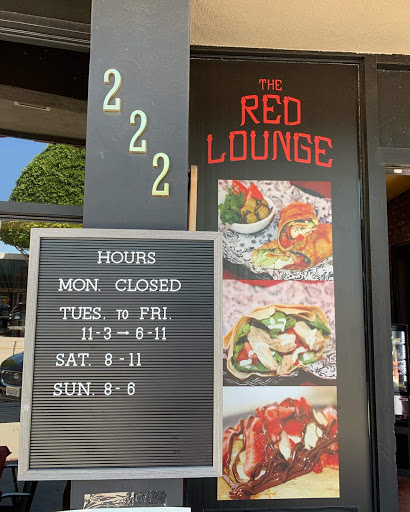 222
THE
RED
LOUNGE
HOURS
MON. CLOSED
TUES. TO FRI.
11-3 → 6-11
SAT. 8-11
SUN. 8-6